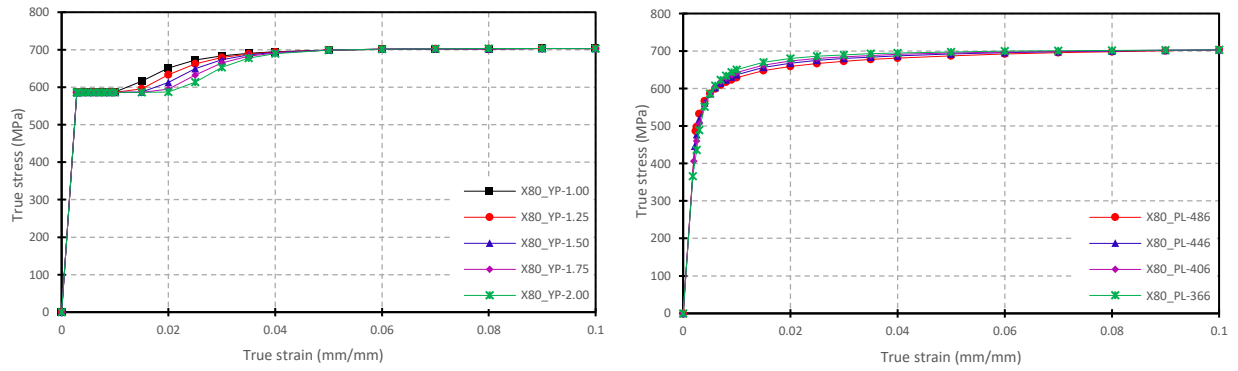 800
700
600
500
400
300
200
100
0
True stress (MPa)
0 0.02 0.04 0.06 0.08 0.1
True strain (mm/mm)
X80_YP-1.00
X80_YP-1.25
X80_YP-1.50
X80_YP-1.75
X80_YP-2.00
800
700
600
500
400
300
200
100
0
True stress (MPa)
0 0.02 0.04 0.06 0.08 0.1
True strain (mm/mm)
X80_PL-486
X80_PL-446
X80_PL-406
X80_PL-366